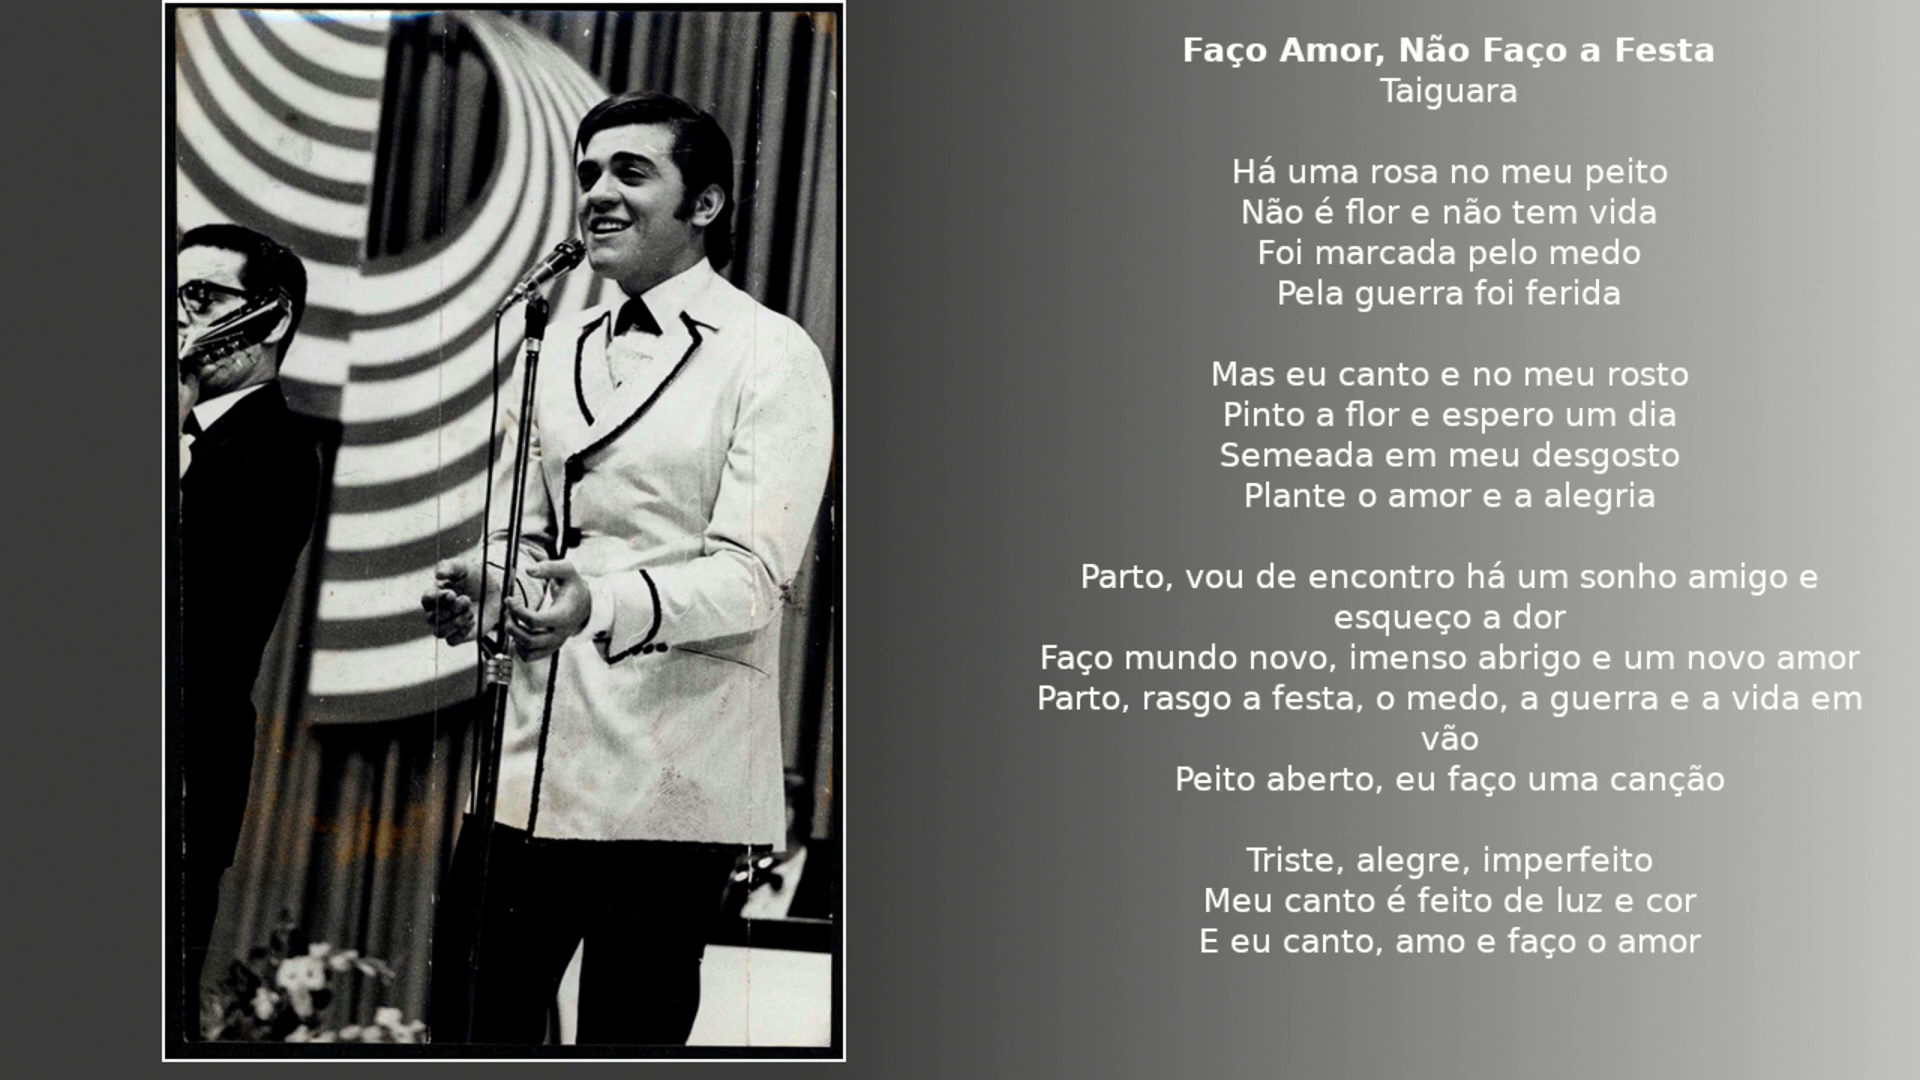 Faço Amor, Não Faço a Festa
Taiguara
Há uma rosa no meu peito
Não é flor e não tem vida
Foi marcada pelo medo
Pela guerra foi ferida
Mas eu canto e no meu rosto
Pinto a flor e espero um dia
Semeada em meu desgosto
Plante o amor e a alegria
Parto, vou de encontro há um sonho amigo e
esqueço a dor
Faço mundo novo, imenso abrigo e um novo amor
Parto, rasgo a festa, o medo, a guerra e a vida em
vão
Peito aberto, eu faço uma canção
Triste, alegre, imperfeito
Meu canto é feito de luz e cor
E eu canto, amo e faço o amor